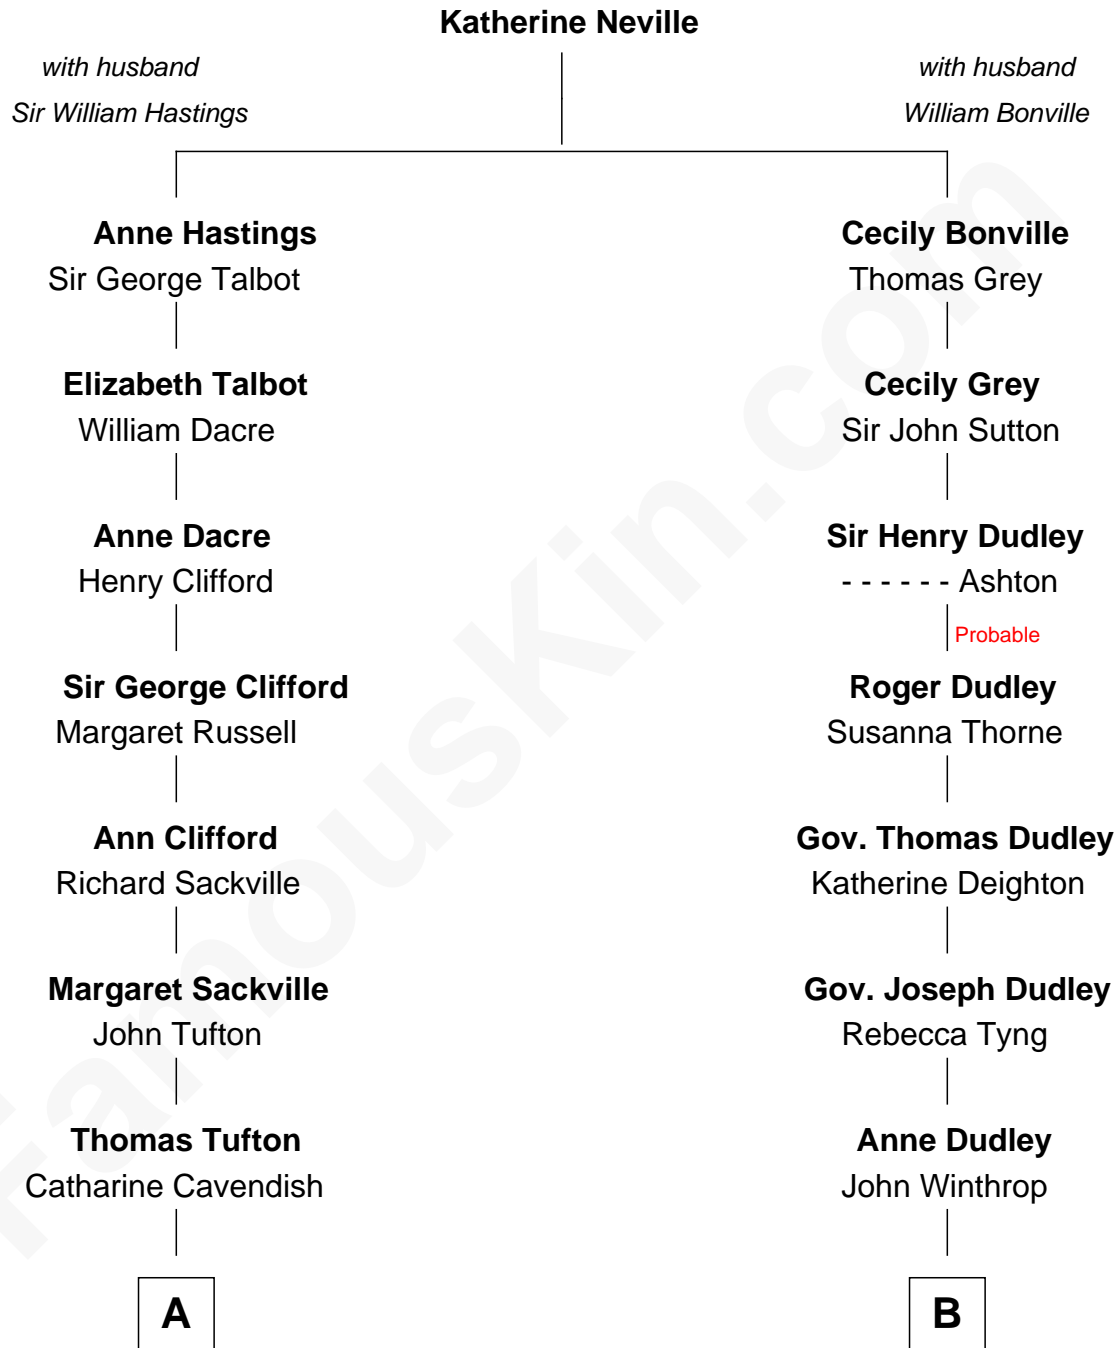 Katherine Neville
with husband
Sir William Hastings
with husband
William Bonville
Anne Hastings
Sir George Talbot
Cecily Bonville
Thomas Grey
Elizabeth Talbot
William Dacre
Cecily Grey
Sir John Sutton
Anne Dacre
Henry Clifford
Sir Henry Dudley
- - - - - - Ashton
Probable
Sir George Clifford
Margaret Russell
Roger Dudley
Susanna Thorne
Ann Clifford
Richard Sackville
Gov. Thomas Dudley
Katherine Deighton
Margaret Sackville
John Tufton
Gov. Joseph Dudley
Rebecca Tyng
Thomas Tufton
Catharine Cavendish
Anne Dudley
John Winthrop
A
B
FamousKin.com